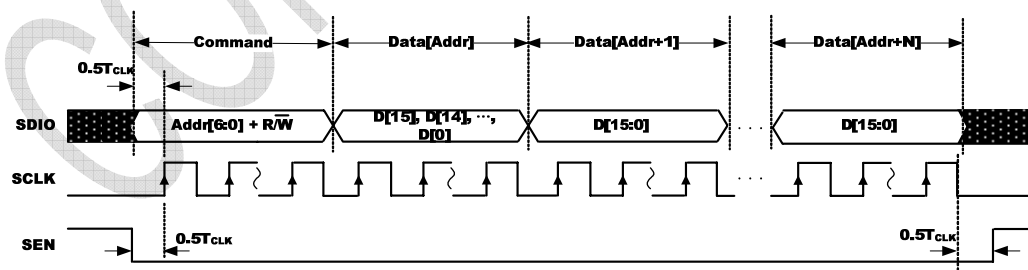 Command
Data[Addr]
Data[Addr+1]
Data[Addr+N]
0.5TCLK
SDIO
Addr[6:0] + R/W̅
D[15], D[14], ···,
D[0]
D[15:0]
· · · ·
D[15:0]
SCLK
· · ·
SEN
0.5TCLK
0.5TCLK